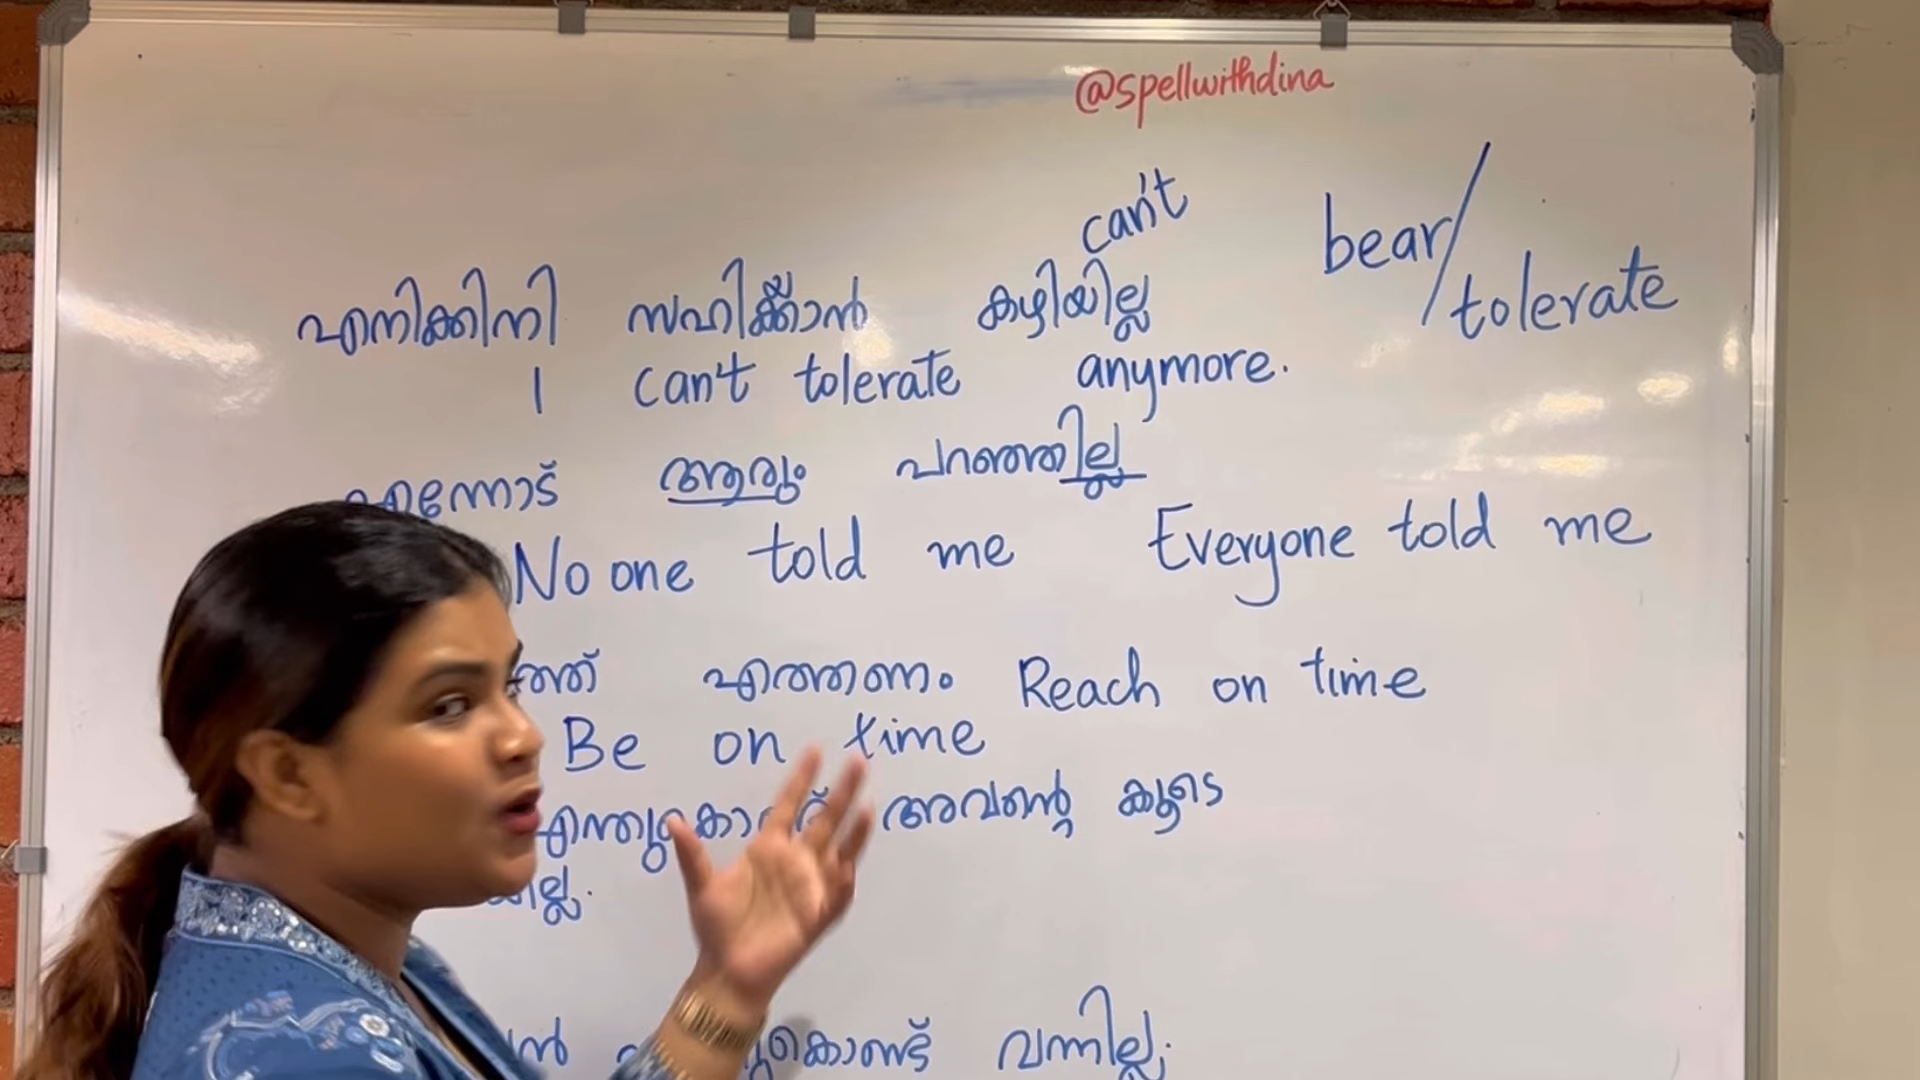 @spellwithdina
can't
bear/
tolerate
എനിക്കിനി സഹിക്കാൻ കഴിയില്ല
I can't tolerate anymore.
എന്നോട് ആരും പറഞ്ഞില്ല
No one told me Everyone told me
എത്തണം Reach on time
Be on time
അവന്റെ കൂടെ
വന്നില്ല;